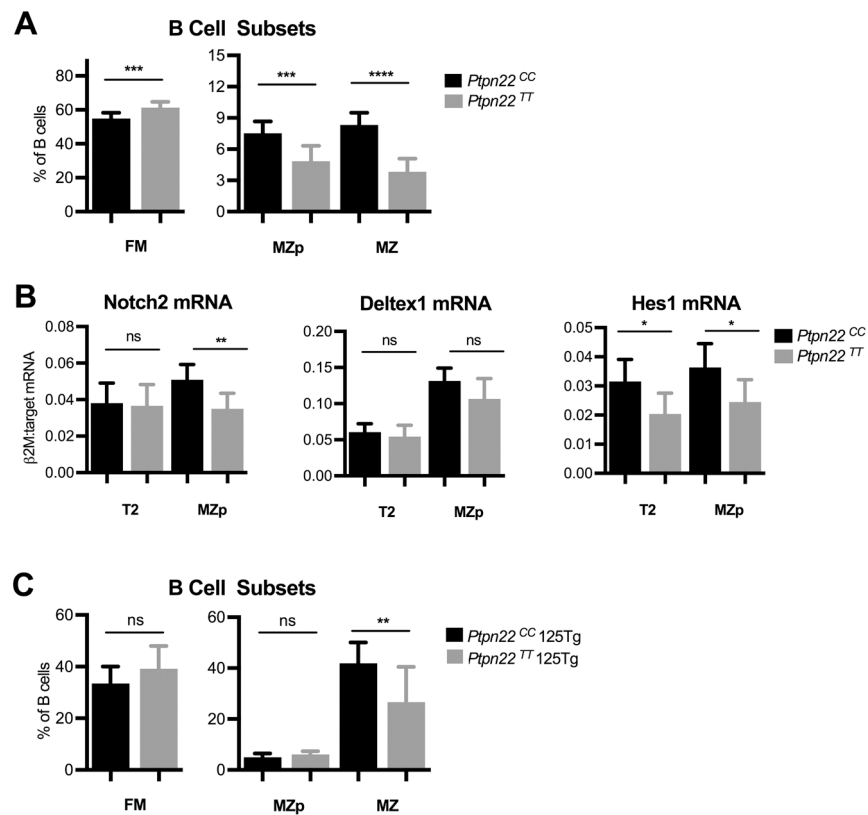 A
B Cell Subsets
% of B cells
80
60
40
20
0
***
FM
15
12
9
6
3
0
***
****
MZp
MZ
Ptpn22 CC
Ptpn22 TT
B
Notch2 mRNA
β2M:target mRNA
0.08
0.06
0.04
0.02
0.00
ns
**
T2
MZp
Deltex1 mRNA
0.20
0.15
0.10
0.05
0.00
ns
ns
T2
MZp
Hes1 mRNA
0.05
0.04
0.03
0.02
0.01
0.00
*
*
T2
MZp
Ptpn22 CC
Ptpn22 TT
C
B Cell Subsets
% of B cells
60
40
20
0
ns
FM
60
40
20
0
ns
**
MZp
MZ
Ptpn22 CC 125Tg
Ptpn22 TT 125Tg